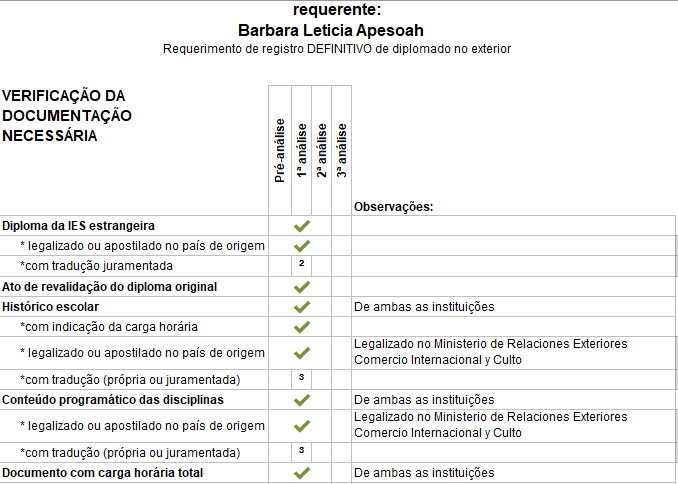 requerente:
Barbara Leticia Apesoah
Requerimento de registro DEFINITIVO de diplomado no exterior
VERIFICAÇÃO DA
DOCUMENTAÇÃO
NECESSÁRIA
Pré-análise
1ª análise
2ª análise
3ª análise
Observações:
Diploma da IES estrangeira
* legalizado ou apostilado no país de origem
*com tradução juramentada 2
Ato de revalidação do diploma original
Histórico escolar De ambas as instituições
*com indicação da carga horária
* legalizado ou apostilado no país de origem Legalizado no Ministerio de Relaciones Exteriores
Comercio Internacional y Culto
*com tradução (própria ou juramentada) 3
Conteúdo programático das disciplinas De ambas as instituições
* legalizado ou apostilado no país de origem Legalizado no Ministerio de Relaciones Exteriores
Comercio Internacional y Culto
*com tradução (própria ou juramentada) 3
Documento com carga horária total De ambas as instituições